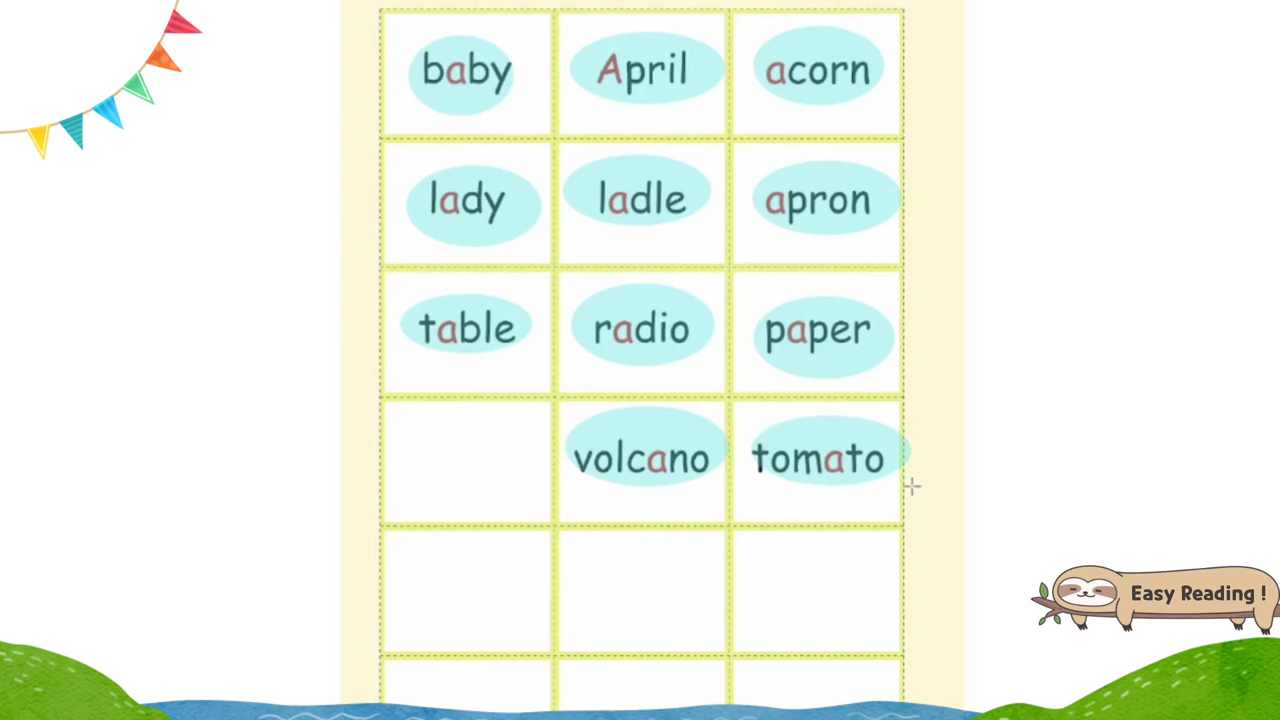 baby April acorn
lady ladle apron
table radio paper
volcano tomato
Easy Reading !